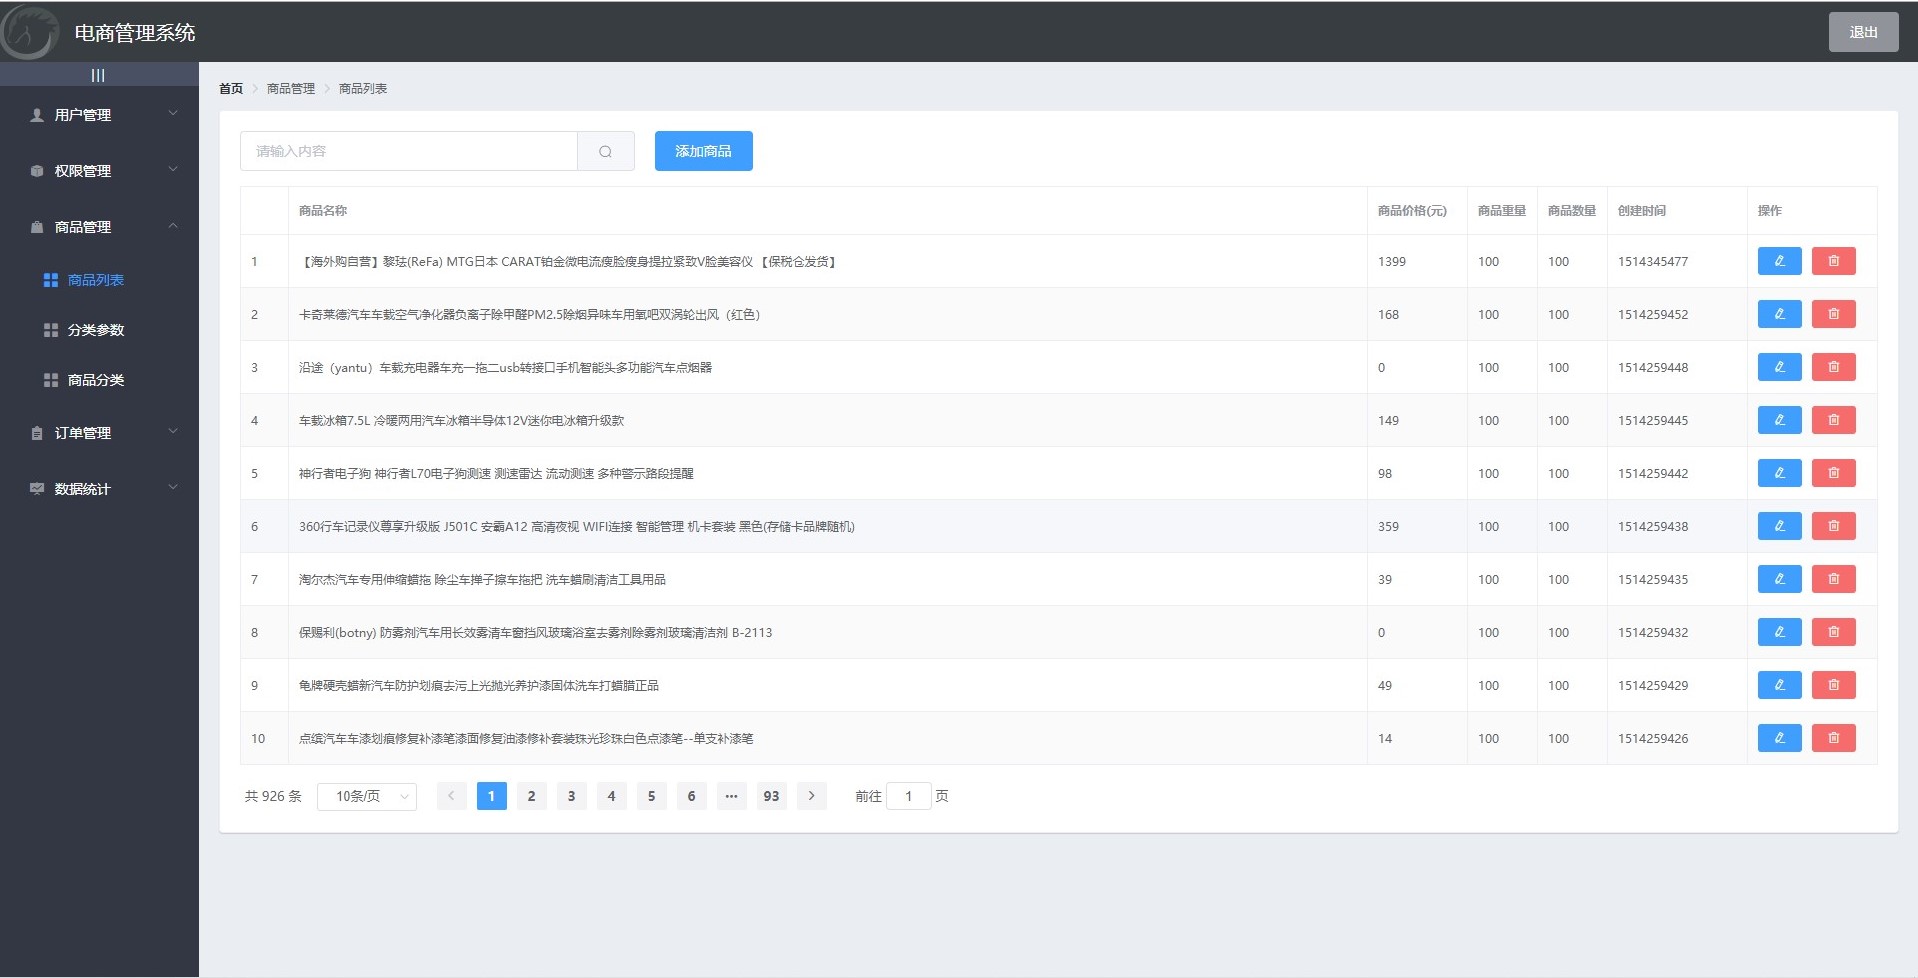 电商管理系统
退出
|||
用户管理
权限管理
商品管理
商品列表
分类参数
商品分类
订单管理
数据统计
首页 > 商品管理 > 商品列表
请输入内容 添加商品
商品名称 商品价格(元) 商品重量 商品数量 创建时间 操作
1 【海外购自营】黎珐(ReFa) MTG日本 CARAT铂金微电流瘦脸瘦身提拉紧致V脸美容仪 【保税仓发货】 1399 100 100 1514345477
2 卡奇莱德汽车车载空气净化器负离子除甲醛PM2.5除烟异味车用氧吧双涡轮出风（红色） 168 100 100 1514259452
3 沿途（yantu）车载充电器车充一拖二usb转接口手机智能头多功能汽车点烟器 0 100 100 1514259448
4 车载冰箱7.5L 冷暖两用汽车冰箱半导体12V迷你电冰箱升级款 149 100 100 1514259445
5 神行者电子狗 神行者L70电子狗测速 测速雷达 流动测速 多种警示路段提醒 98 100 100 1514259442
6 360行车记录仪尊享升级版 J501C 安霸A12 高清夜视 WIFI连接 智能管理 机卡套装 黑色(存储卡品牌随机) 359 100 100 1514259438
7 淘尔杰汽车专用伸缩蜡拖 除尘车掸子擦车拖把 洗车蜡刷清洁工具用品 39 100 100 1514259435
8 保赐利(botny) 防雾剂汽车用长效雾清车窗挡风玻璃浴室去雾剂除雾剂玻璃清洁剂 B-2113 0 100 100 1514259432
9 龟牌硬壳蜡新汽车防护划痕去污上光抛光养护漆固体洗车打蜡腊正品 49 100 100 1514259429
10 点缤汽车车漆划痕修复补漆笔漆面修复油漆修补套装珠光珍珠白色点漆笔--单支补漆笔 14 100 100 1514259426
共 926 条 10条/页 < 1 2 3 4 5 6 ••• 93 > 前往 1 页